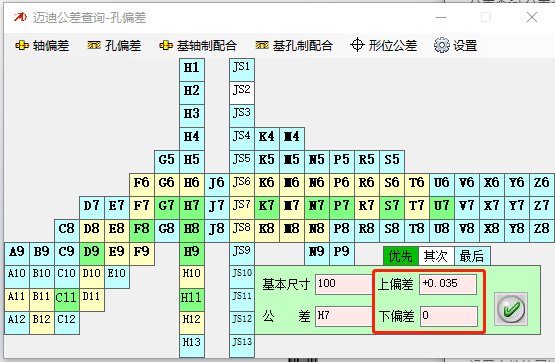 迈迪公差查询-孔偏差
轴偏差 孔偏差 基轴制配合 基孔制配合 形位公差 设置
H1 JS1
H2 JS2
H3 JS3
H4 JS4 K4 M4
G5 H5 JS5 K5 M5 N5 P5 R5 S5
F6 G6 H6 J6 JS6 K6 M6 N6 P6 R6 S6 T6 U6 V6 X6 Y6 Z6
D7 E7 F7 G7 H7 J7 JS7 K7 M7 N7 P7 R7 S7 T7 U7 V7 X7 Y7 Z7
C8 D8 E8 F8 G8 H8 J8 JS8 K8 M8 N8 P8 R8 S8 T8 U8 V8 X8 Y8 Z8
A9 B9 C9 D9 E9 F9 H9 JS9 N9 P9 优先 其次 最后
A10 B10 C10 D10 E10 H10 JS10
A11 B11 C11 D11 H11 JS11
A12 B12 C12 H12 JS12
H13 JS13
基本尺寸 100 上偏差 +0.035
公 差 H7 下偏差 0